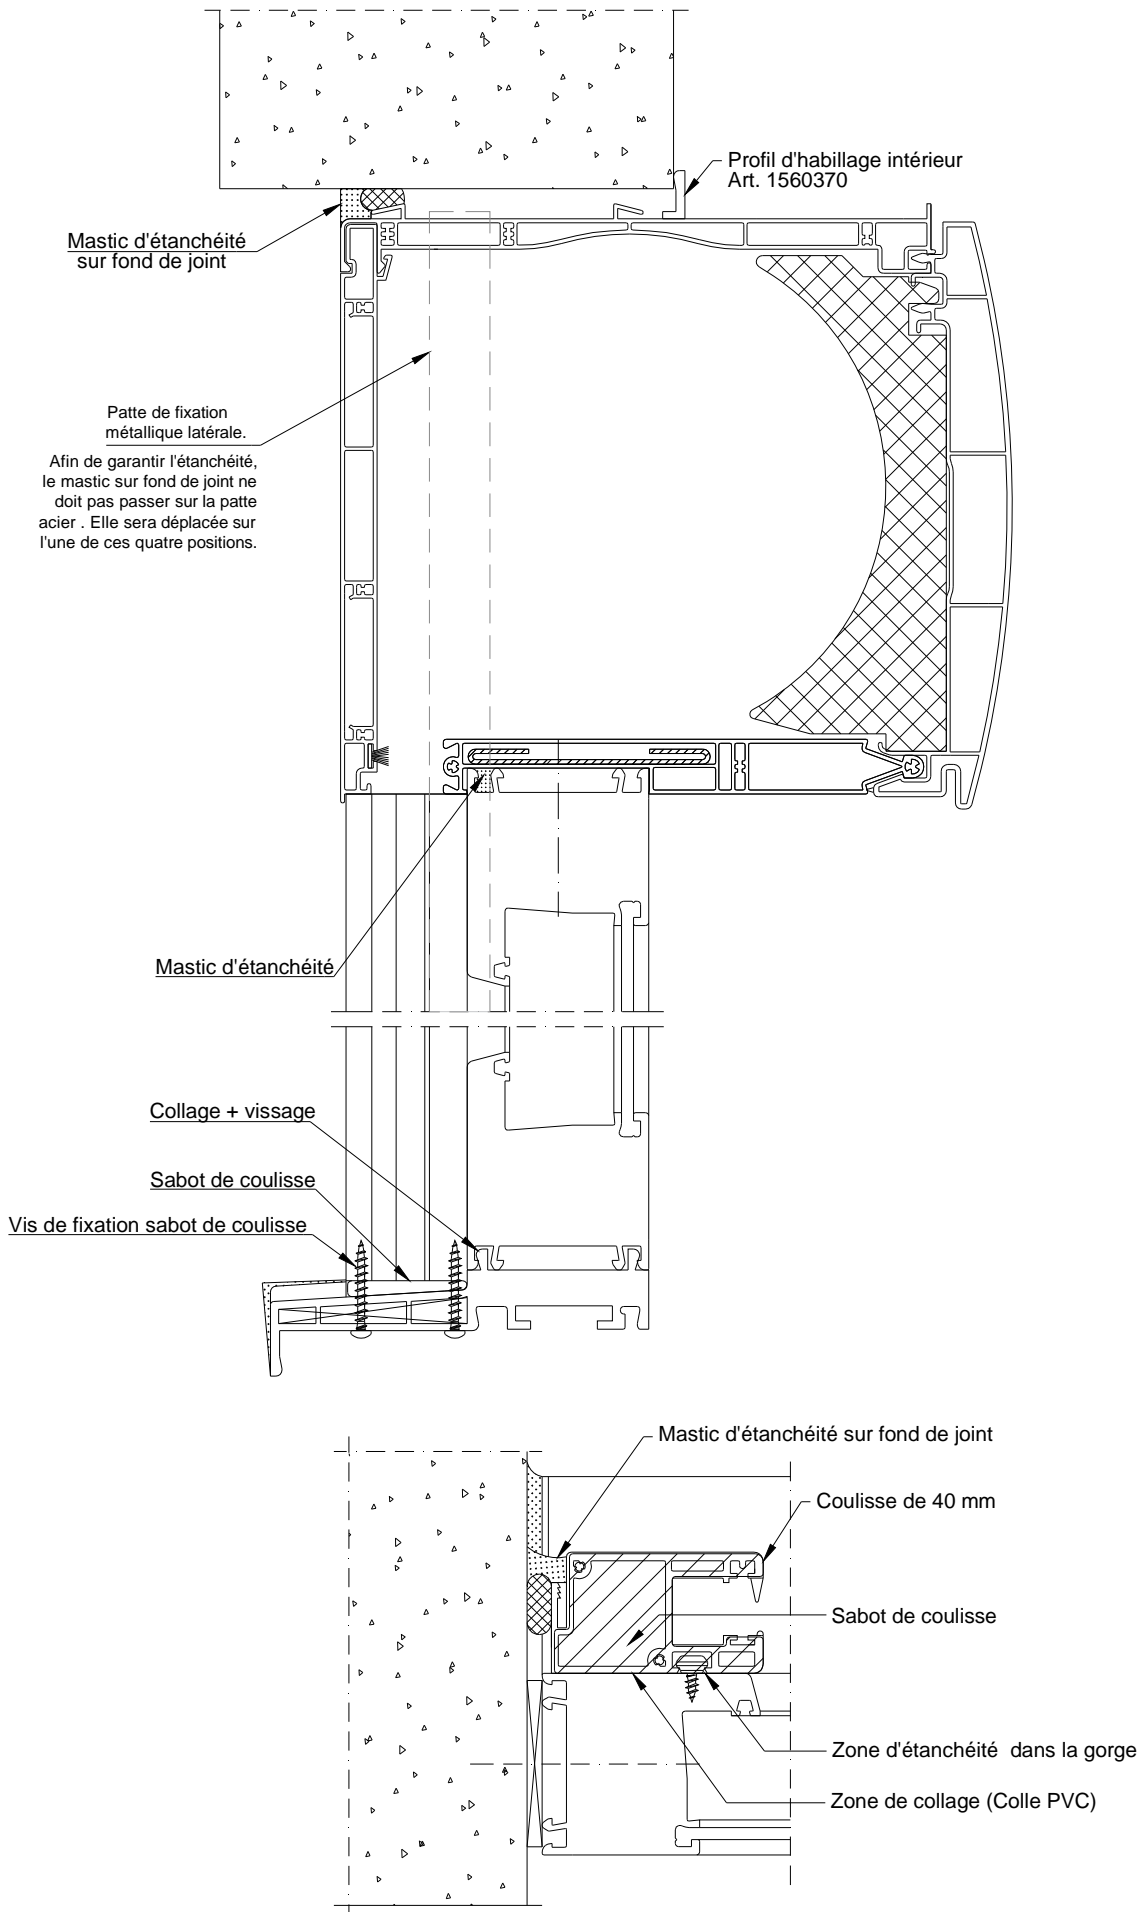 Profil d'habillage intérieur
Art. 1560370
Mastic d'étanchéité
sur fond de joint
Patte de fixation
métallique latérale.
Afin de garantir l'étanchéité,
le mastic sur fond de joint ne
doit pas passer sur la patte
acier . Elle sera déplacée sur
l'une de ces quatre positions.
Mastic d'étanchéité
Collage + vissage
Sabot de coulisse
Vis de fixation sabot de coulisse
Mastic d'étanchéité sur fond de joint
Coulisse de 40 mm
Sabot de coulisse
Zone d'étanchéité dans la gorge
Zone de collage (Colle PVC)